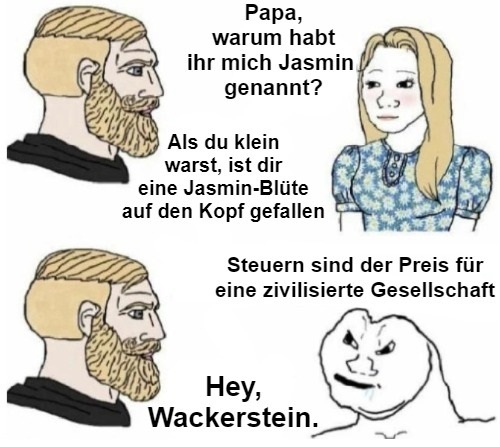 Papa,
warum habt
ihr mich Jasmin
genannt?
Als du klein
warst, ist dir
eine Jasmin-Blüte
auf den Kopf gefallen
Steuern sind der Preis für
eine zivilisierte Gesellschaft
Hey,
Wackerstein.